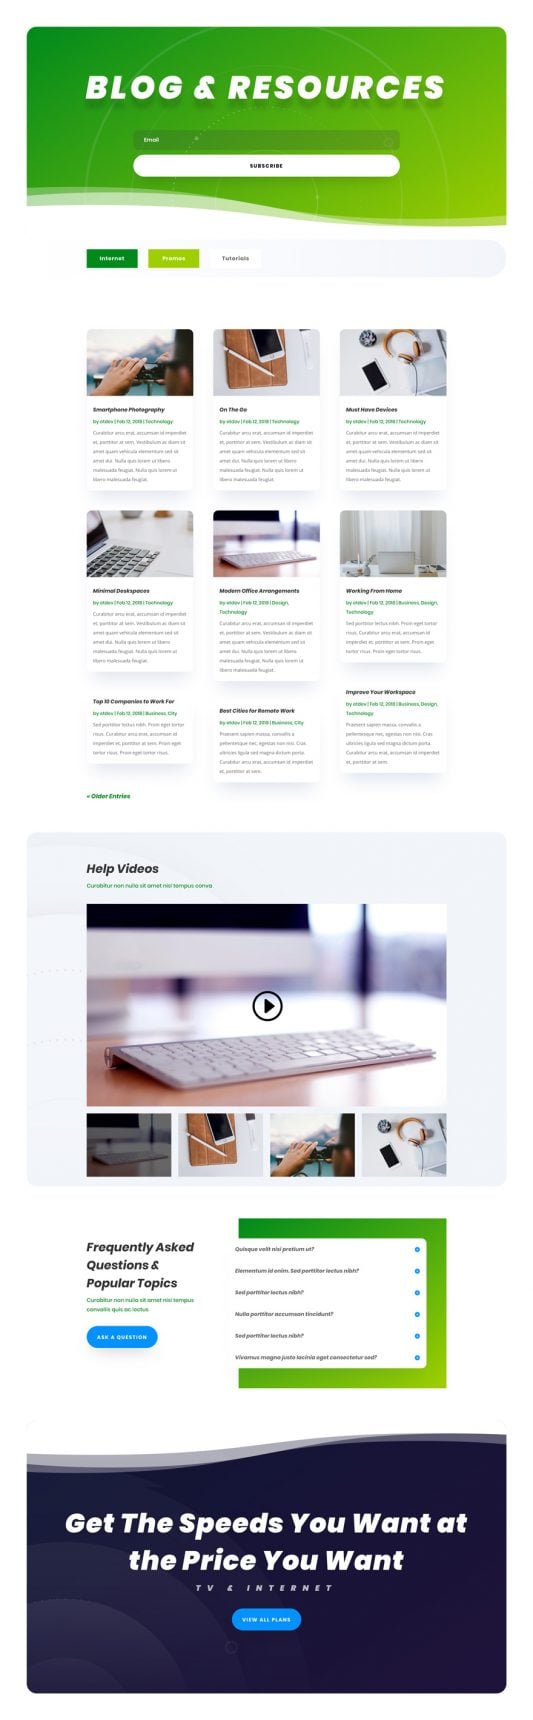 BLOG & RESOURCES
Email
SUBSCRIBE
Internet
Promos
Tutorials
Smartphone Photography
by etdev | Feb 12, 2018 | Technology
Curabitur arcu erat, accumsan id imperdiet
et, porttitor at sem. Vestibulum ac diam sit
amet quam vehicula elementum sed sit
amet dui. Nulla quis lorem ut libero
malesuada feugiat. Nulla quis lorem ut
libero malesuada feugiat.
On The Go
by etdev | Feb 12, 2018 | Technology
Curabitur arcu erat, accumsan id imperdiet
et, porttitor at sem. Vestibulum ac diam sit
amet quam vehicula elementum sed sit
amet dui. Nulla quis lorem ut libero
malesuada feugiat. Nulla quis lorem ut
libero malesuada feugiat.
Must Have Devices
by etdev | Feb 12, 2018 | Technology
Curabitur arcu erat, accumsan id imperdiet
et, porttitor at sem. Vestibulum ac diam sit
amet quam vehicula elementum sed sit
amet dui. Nulla quis lorem ut libero
malesuada feugiat. Nulla quis lorem ut
libero malesuada feugiat.
Minimal Deskspaces
by etdev | Feb 12, 2018 | Technology
Curabitur arcu erat, accumsan id imperdiet
et, porttitor at sem. Vestibulum ac diam sit
amet quam vehicula elementum sed sit
amet dui. Nulla quis lorem ut libero
malesuada feugiat. Nulla quis lorem ut
libero malesuada feugiat.
Modern Office Arrangements
by etdev | Feb 12, 2018 | Design,
Technology
Curabitur arcu erat, accumsan id imperdiet
et, porttitor at sem. Vestibulum ac diam sit
amet quam vehicula elementum sed sit
amet dui. Nulla quis lorem ut libero
malesuada feugiat. Nulla quis lorem ut
libero malesuada feugiat.
Working From Home
by etdev | Feb 12, 2018 | Business, Design,
Technology
Sed porttitor lectus nibh. Proin eget tortor
risus. Curabitur arcu erat, accumsan id
imperdiet et, porttitor at sem. Proin eget
tortor risus. Proin eget tortor risus.
Top 10 Companies to Work For
by etdev | Feb 12, 2018 | Business, City
Sed porttitor lectus nibh. Proin eget tortor
risus. Curabitur arcu erat, accumsan id
imperdiet et, porttitor at sem. Proin eget
tortor risus. Proin eget tortor risus.
Best Cities for Remote Work
by etdev | Feb 12, 2018 | Business, City
Praesent sapien massa, convallis a
pellentesque nec, egestas non nisi. Cras
ultricies ligula sed magna dictum porta.
Curabitur arcu erat, accumsan id imperdiet
et, porttitor at sem.
Improve Your Workspace
by etdev | Feb 12, 2018 | Business, Design,
Technology
Praesent sapien massa, convallis a
pellentesque nec, egestas non nisi. Cras
ultricies ligula sed magna dictum porta.
Curabitur arcu erat, accumsan id imperdiet
et, porttitor at sem.
« Older Entries
Help Videos
Curabitur non nulla sit amet nisl tempus conva
Frequently Asked
Questions &
Popular Topics
Curabitur non nulla sit amet nisl tempus
convallis quis ac lectus
ASK A QUESTION
Quisque velit nisi pretium ut?
Elementum id enim. Sed porttitor lectus nibh?
Sed porttitor lectus nibh?
Nulla porttitor accumsan tincidunt?
Sed porttitor lectus nibh?
Vivamus magna justo lacinia eget consectetur sed?
Get The Speeds You Want at
the Price You Want
TV & INTERNET
VIEW ALL PLANS